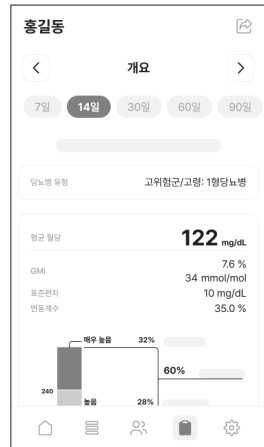 홍길동
개요
7일 14일 30일 60일 90일
당뇨병 유형 고위험군/고령: 1형당뇨병
평균 혈당 122 mg/dL
GMI 7.6 %
34 mmol/mol
표준편차 10 mg/dL
변동계수 35.0 %
매우 높음 32%
60%
240
높음 28%